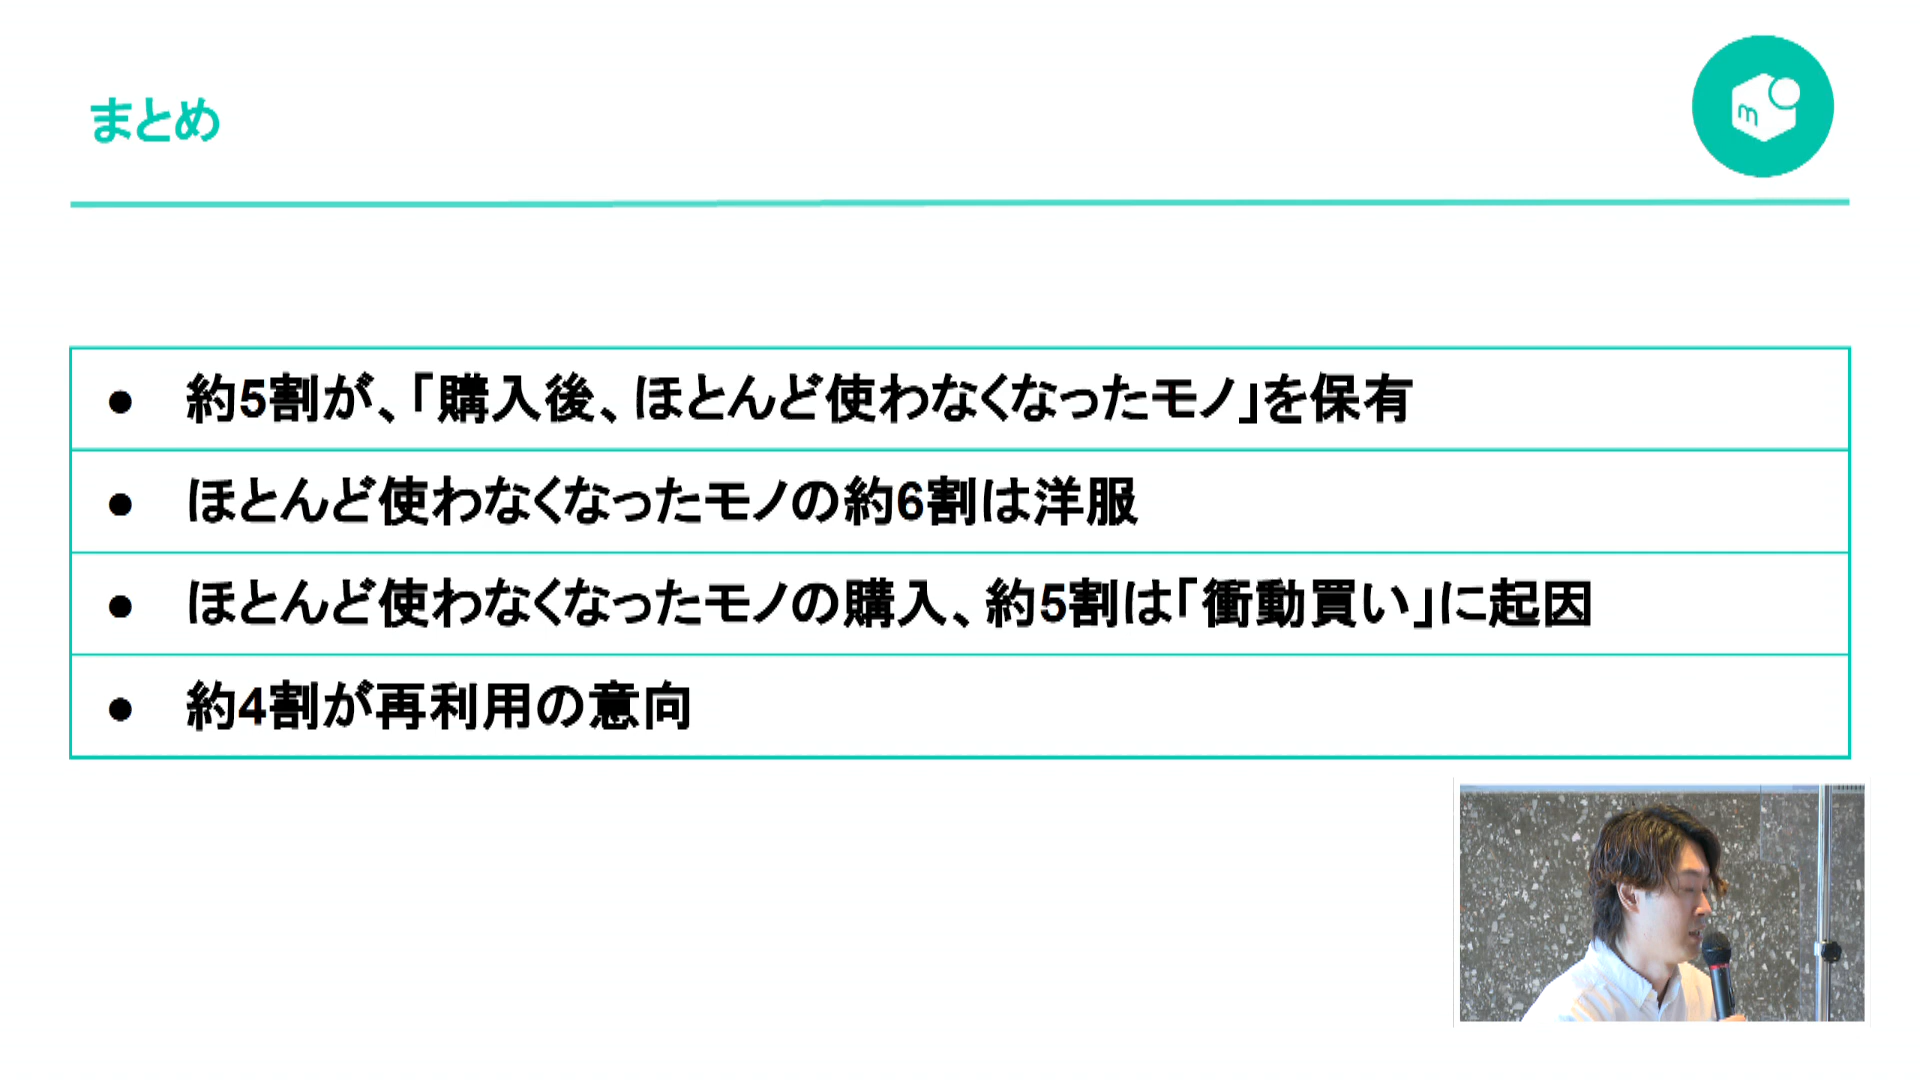 まとめ
m
● 約5割が、「購入後、ほとんど使わなくなったモノ」を保有
● ほとんど使わなくなったモノの約6割は洋服
● ほとんど使わなくなったモノの購入、約5割は「衝動買い」に起因
● 約4割が再利用の意向